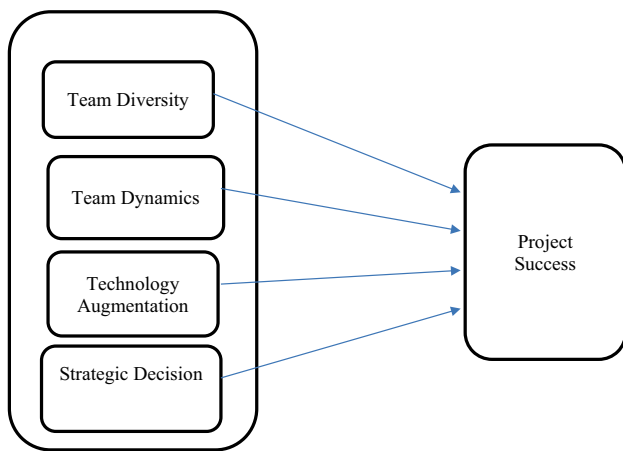 Team Diversity
Team Dynamics
Technology
Augmentation
Strategic Decision
Project
Success